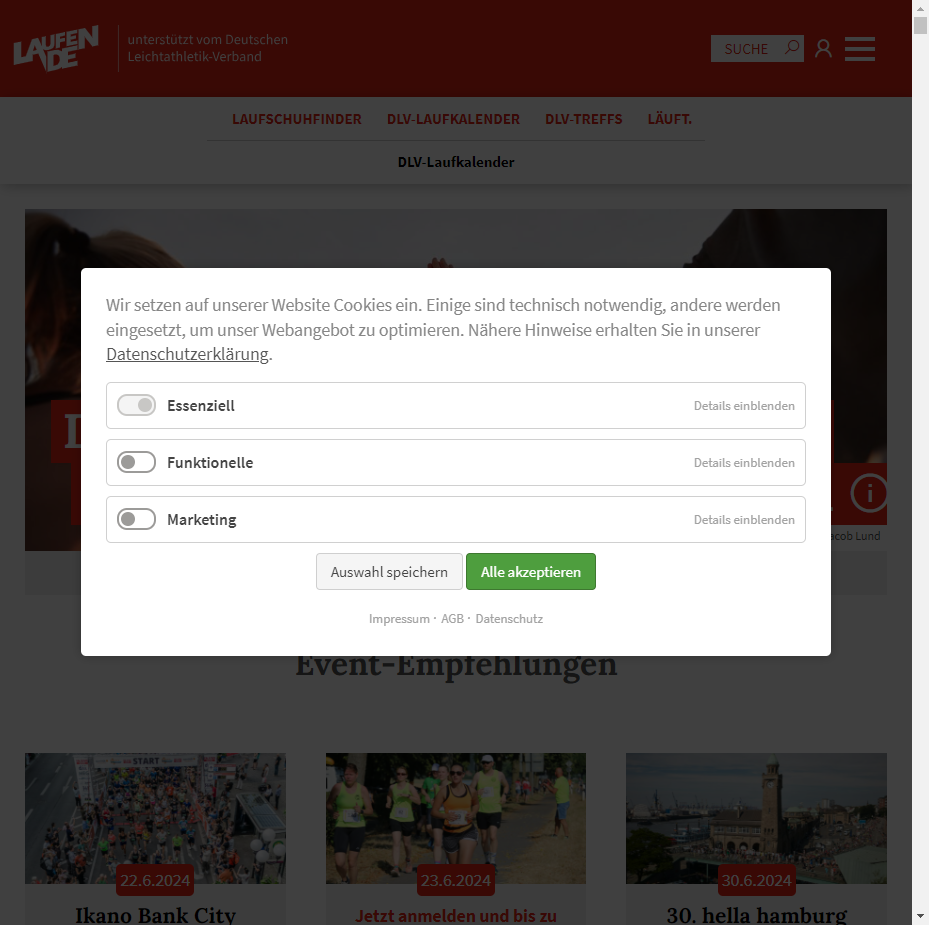 LAUFEN
DE
unterstützt vom Deutschen
Leichtathletik-Verband
SUCHE
LAUFSCHUHFINDER DLV-LAUFKALENDER DLV-TREFFS LÄUFT.
DLV-Laufkalender
Wir setzen auf unserer Website Cookies ein. Einige sind technisch notwendig, andere werden
eingesetzt, um unser Webangebot zu optimieren. Nähere Hinweise erhalten Sie in unserer
Datenschutzerklärung.
Essenziell Details einblenden
Funktionelle Details einblenden
Marketing Details einblenden
acob Lund
Auswahl speichern Alle akzeptieren
Impressum · AGB · Datenschutz
Event-Empfehlungen
START
22.6.2024 23.6.2024 30.6.2024
Ikano Bank City Jetzt anmelden und bis zu 30. hella hamburg